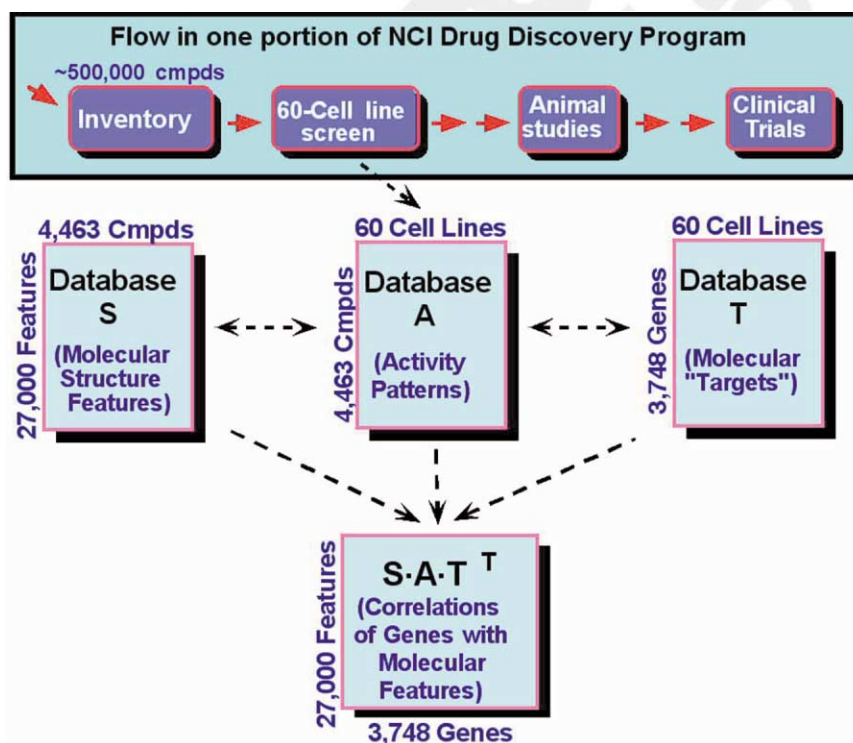 Flow in one portion of NCI Drug Discovery Program
~500,000 cmpds
Inventory
60-Cell line
screen
Animal
studies
Clinical
Trials
4,463 Cmpds
27,000 Features
Database
S
(Molecular
Structure
Features)
60 Cell Lines
4,463 Cmpds
Database
A
(Activity
Patterns)
60 Cell Lines
3,748 Genes
Database
T
(Molecular
"Targets")
27,000 Features
S·A·T T
(Correlations
of Genes with
Molecular
Features)
3,748 Genes